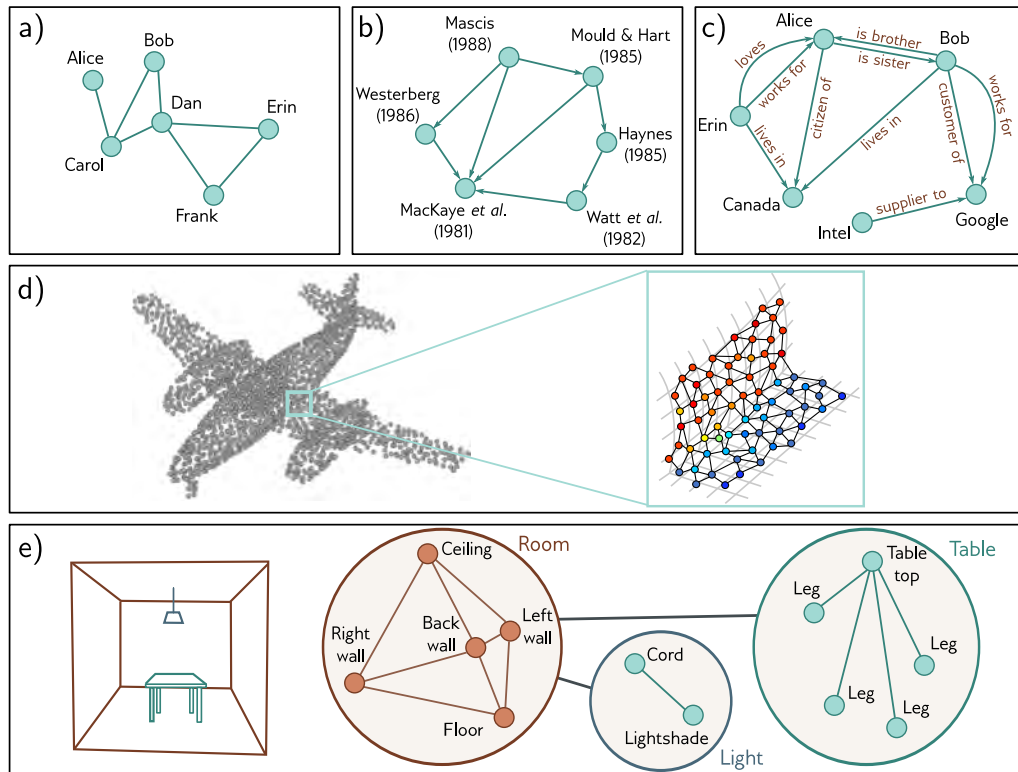 a)
Alice
Bob
Dan
Erin
Carol
Frank
b)
Mascis
(1988)
Mould & Hart
(1985)
Westerberg
(1986)
Haynes
(1985)
MacKaye et al.
(1981)
Watt et al.
(1982)
c)
Alice
Bob
Erin
Canada
Intel
Google
loves
works for
is brother
is sister
citizen of
lives in
lives in
customer of
works for
supplier to
d)
e)
Room
Ceiling
Right
wall
Back
wall
Left
wall
Floor
Cord
Lightshade
Light
Table
Table
top
Leg
Leg
Leg
Leg